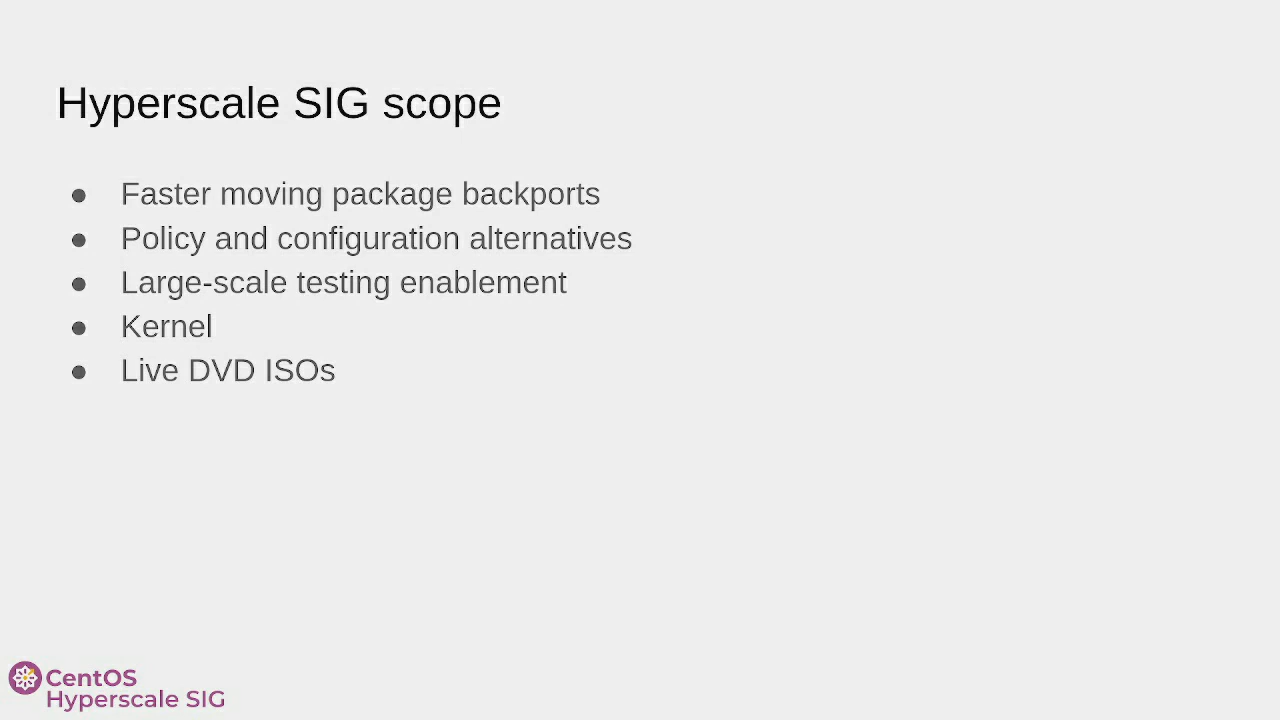 Hyperscale SIG scope
● Faster moving package backports
● Policy and configuration alternatives
● Large-scale testing enablement
● Kernel
● Live DVD ISOs
CentOS
Hyperscale SIG